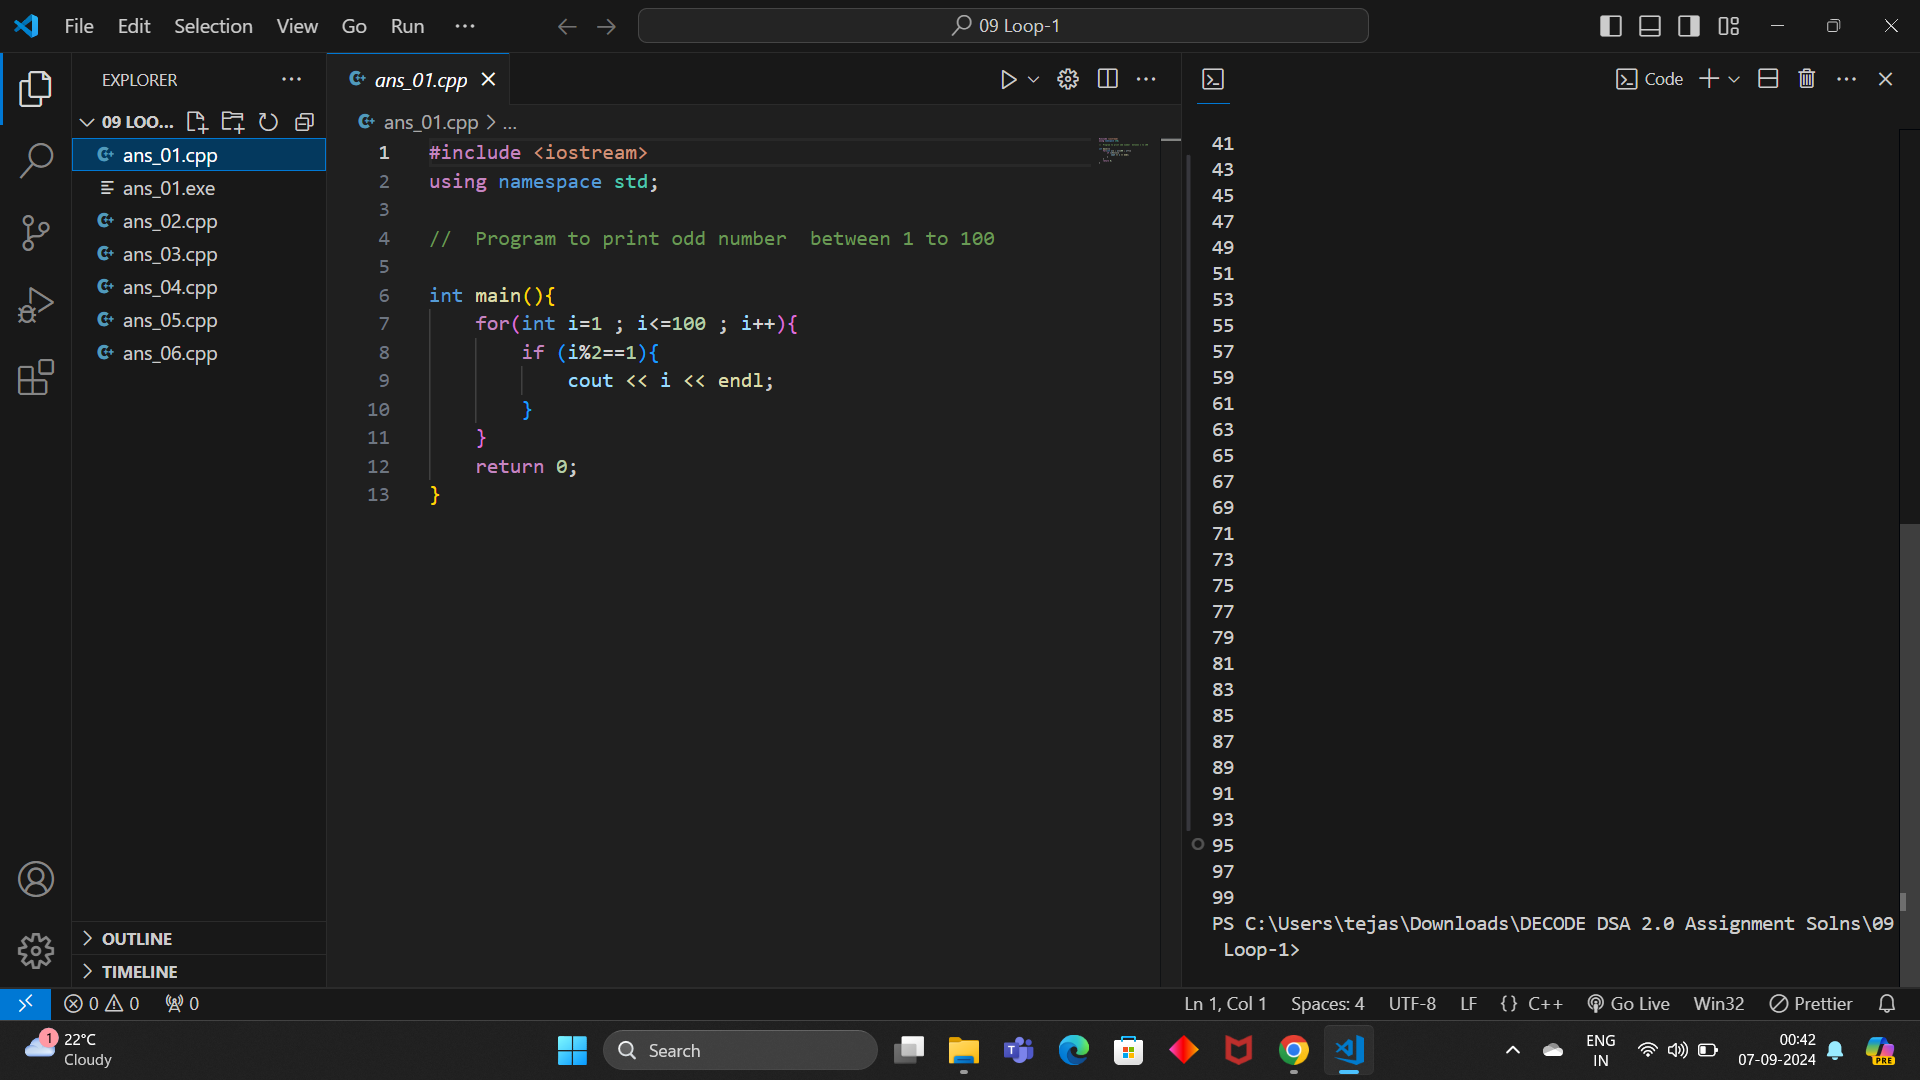 File Edit Selection View Go Run ...
09 Loop-1
EXPLORER
09 LOO...
ans_01.cpp
ans_01.exe
ans_02.cpp
ans_03.cpp
ans_04.cpp
ans_05.cpp
ans_06.cpp
OUTLINE
TIMELINE
ans_01.cpp
ans_01.cpp > ...
1 #include <iostream>
2 using namespace std;
3
4 //  Program to print odd number  between 1 to 100
5
6 int main(){
7     for(int i=1 ; i<=100 ; i++){
8         if (i%2==1){
9             cout << i << endl;
10         }
11     }
12     return 0;
13 }
Code
41
43
45
47
49
51
53
55
57
59
61
63
65
67
69
71
73
75
77
79
81
83
85
87
89
91
93
95
97
99
PS C:\Users\tejas\Downloads\DECODE DSA 2.0 Assignment Solns\09
 Loop-1>
0 0 0
Ln 1, Col 1 Spaces: 4 UTF-8 LF {} C++ Go Live Win32 Prettier
1
22°C
Cloudy
Search
ENG
IN
00:42
07-09-2024
PRE